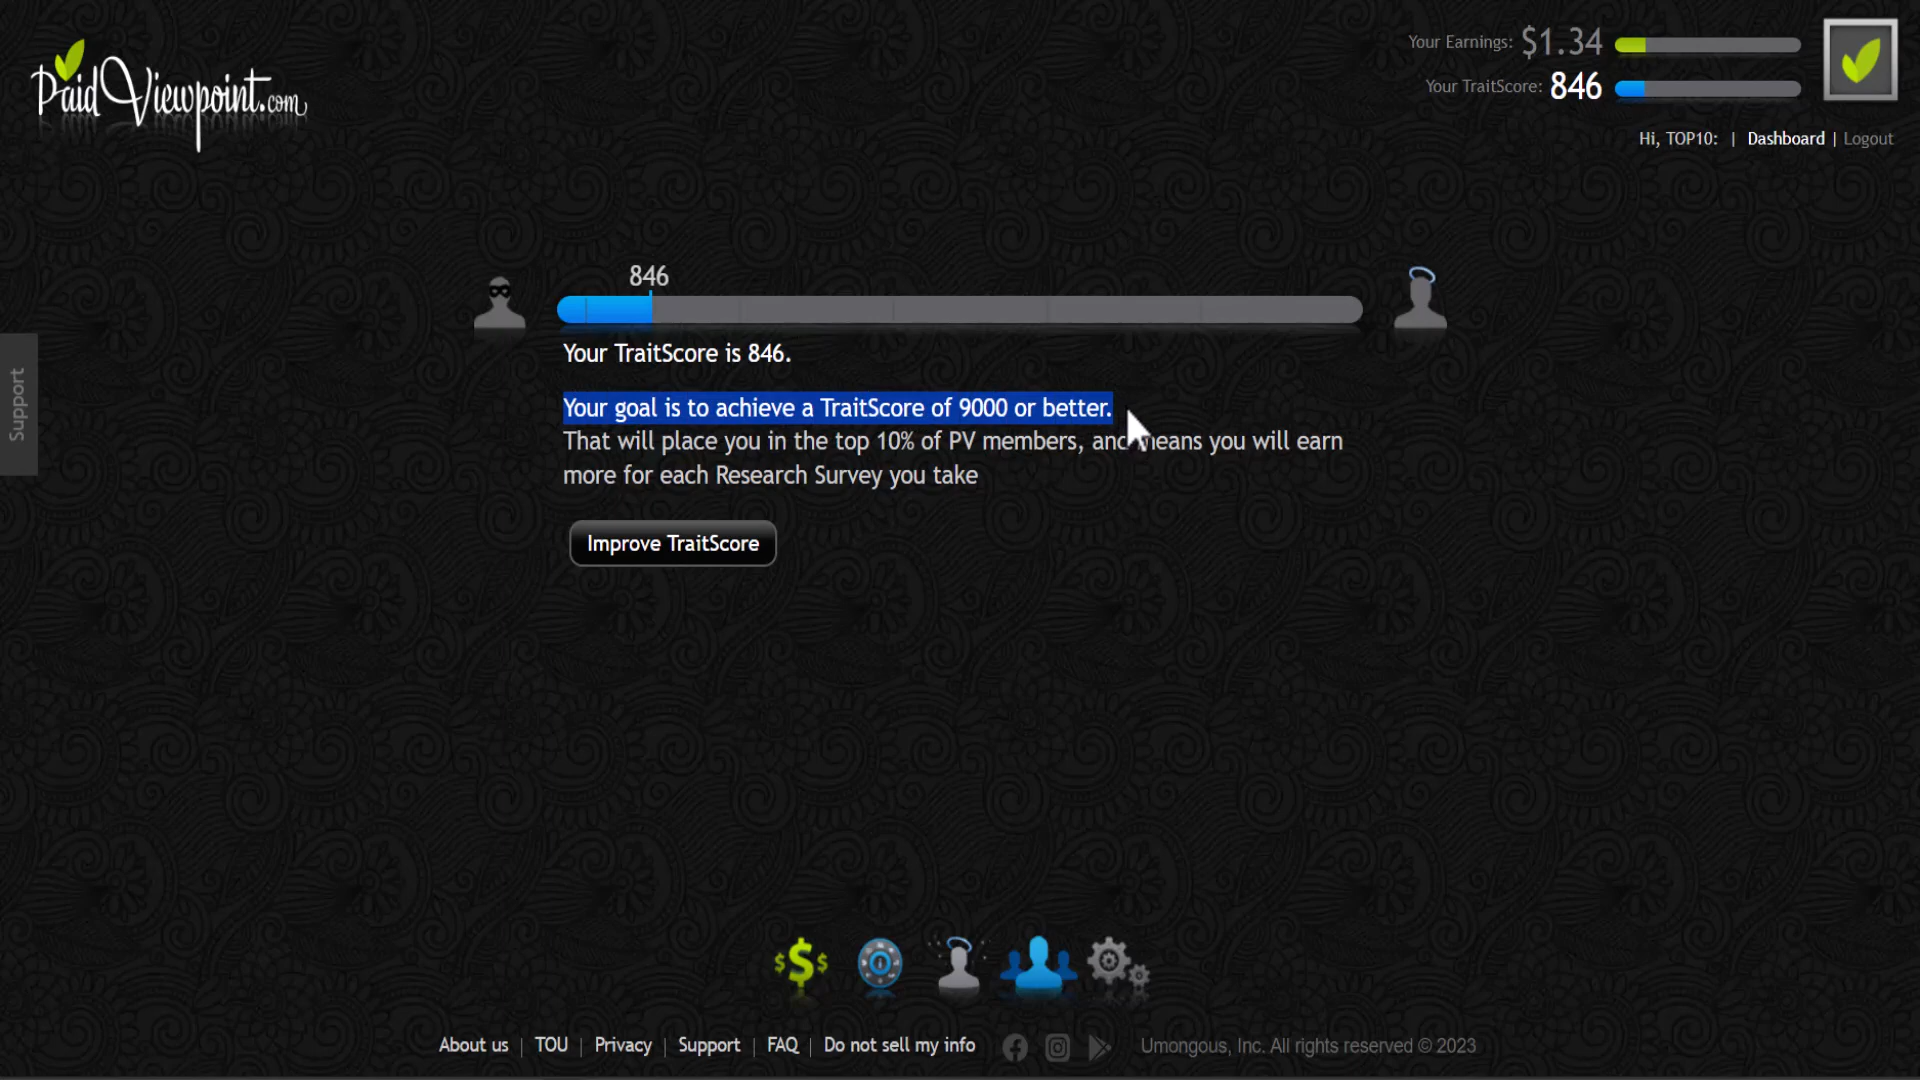 PaidViewpoint.com
Your Earnings: $1.34
Your TraitScore: 846
Hi, TOP10: | Dashboard | Logout
Support
846
Your TraitScore is 846.
Your goal is to achieve a TraitScore of 9000 or better.
That will place you in the top 10% of PV members, and means you will earn
more for each Research Survey you take
Improve TraitScore
$$$
About us | TOU | Privacy | Support | FAQ | Do not sell my info
Umongous, Inc. All rights reserved © 2023